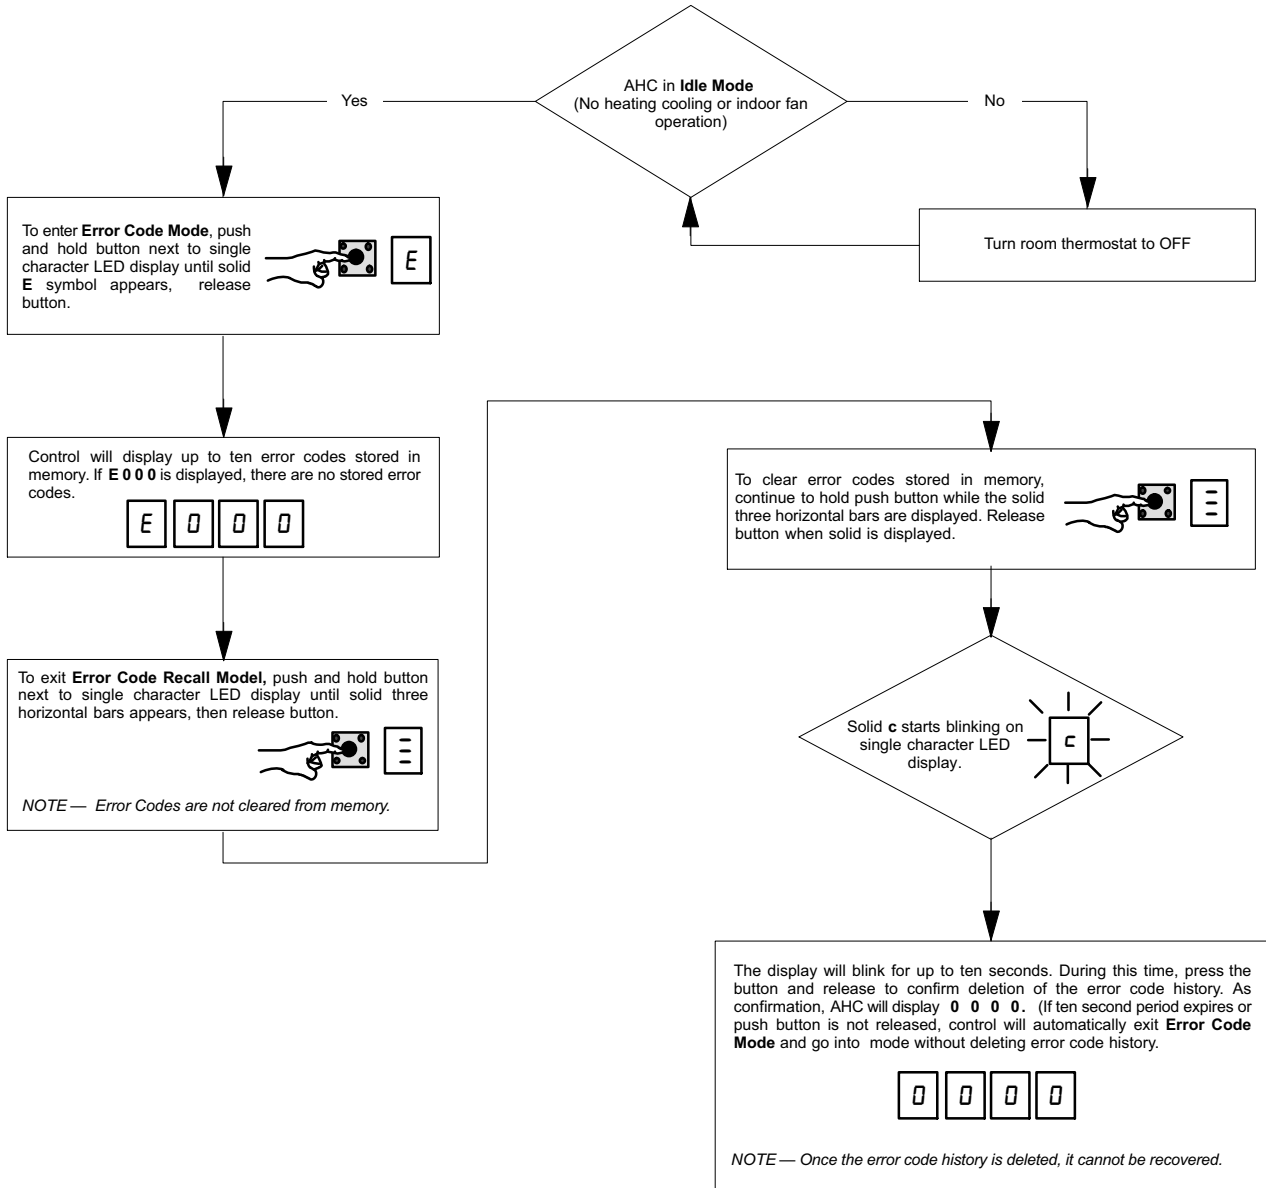 AHC in Idle Mode
(No heating cooling or indoor fan
operation)
Yes
No
Turn room thermostat to OFF
To enter Error Code Mode, push
and hold button next to single
character LED display until solid
E symbol appears, release
button.
E
Control will display up to ten error codes stored in
memory. If E 0 0 0 is displayed, there are no stored error
codes.
E 0 0 0
To exit Error Code Recall Model, push and hold button
next to single character LED display until solid three
horizontal bars appears, then release button.
NOTE — Error Codes are not cleared from memory.
To clear error codes stored in memory,
continue to hold push button while the solid
three horizontal bars are displayed. Release
button when solid is displayed.
Solid c starts blinking on
single character LED
display.
c
The display will blink for up to ten seconds. During this time, press the
button and release to confirm deletion of the error code history. As
confirmation, AHC will display 0 0 0 0. (If ten second period expires or
push button is not released, control will automatically exit Error Code
Mode and go into mode without deleting error code history.
0 0 0 0
NOTE — Once the error code history is deleted, it cannot be recovered.